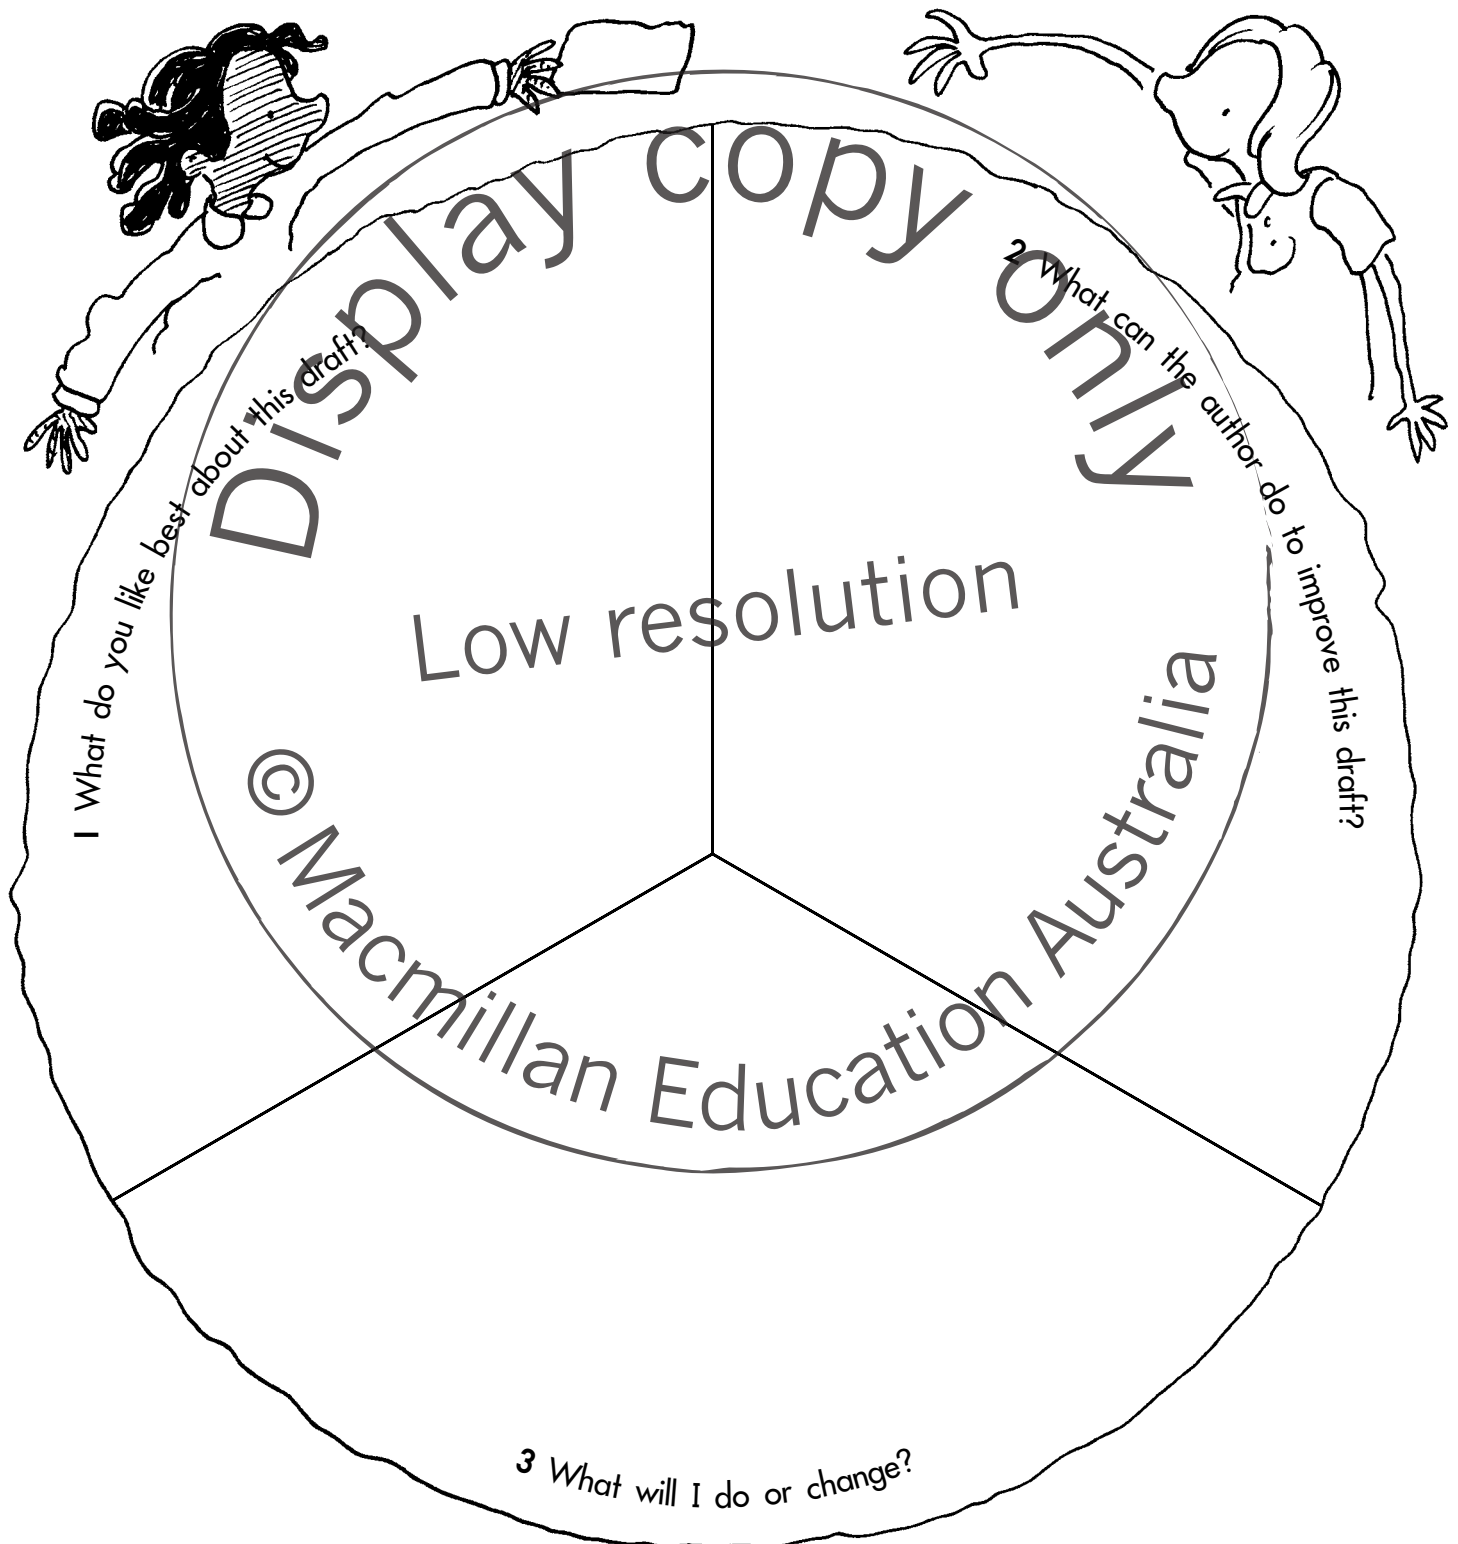 Display copy only
Low resolution
© Macmillan Education Australia
1 What do you like best about this draft?
2 What can the author do to improve this draft?
3 What will I do or change?